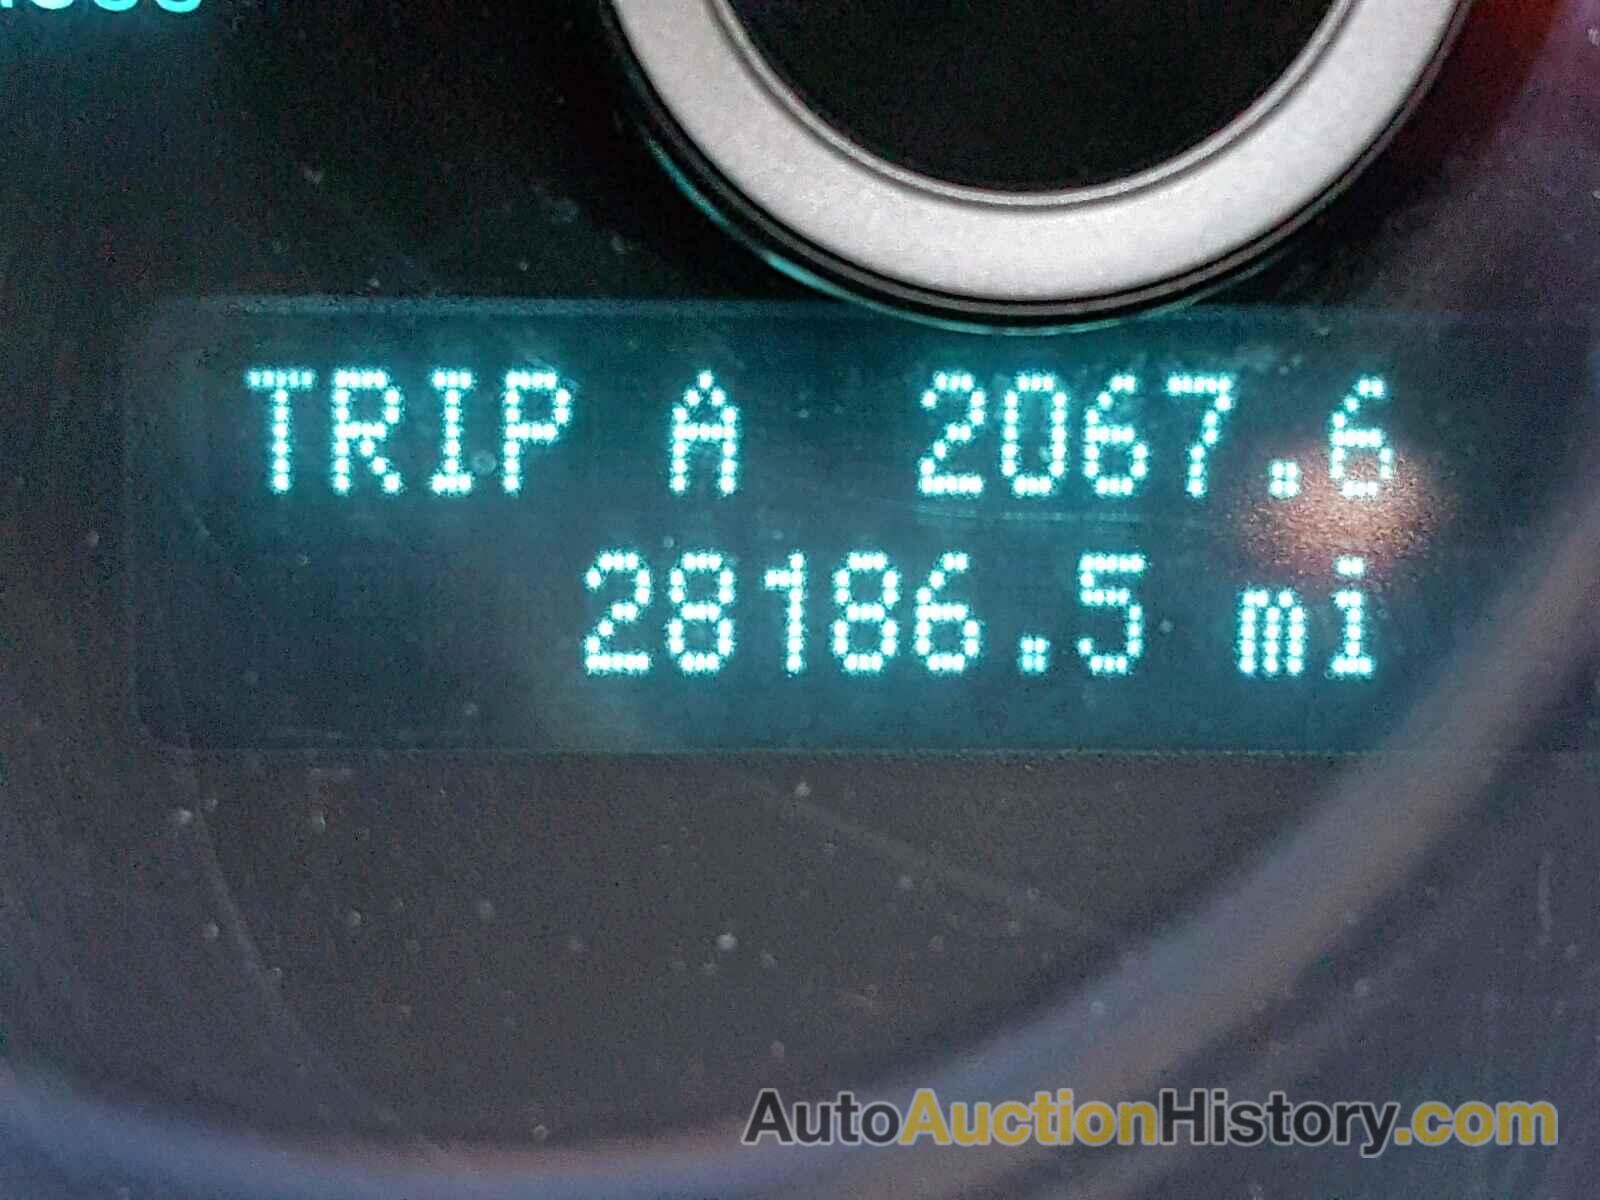 TRIP A 2067.6
28186.5 mi
AutoAuctionHistory.com